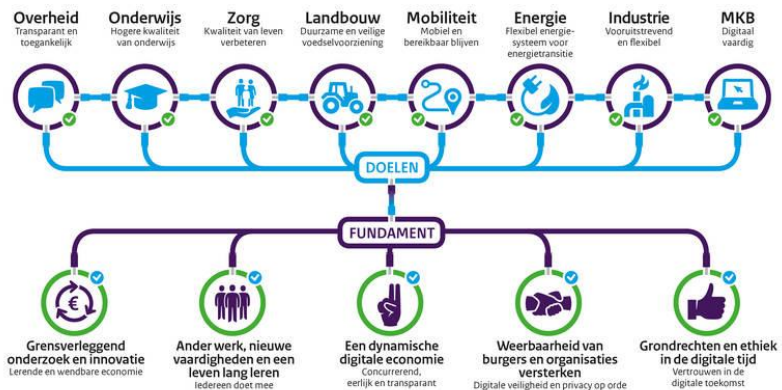 Overheid
Transparant en
toegankelijk
Onderwijs
Hogere kwaliteit
van onderwijs
Zorg
Kwaliteit van leven
verbeteren
Landbouw
Duurzame en veilige
voedselvoorziening
Mobiliteit
Mobiel en
bereikbaar blijven
Energie
Flexibel energie-
systeem voor
energietransitie
Industrie
Vooruitstrevend
en flexibel
MKB
Digitaal
vaardig
DOELEN
FUNDAMENT
€
Grensverleggend
onderzoek en innovatie
Lerende en wendbare economie
Ander werk, nieuwe
vaardigheden en een
leven lang leren
Iedereen doet mee
Een dynamische
digitale economie
Concurrerend,
eerlijk en transparant
Weerbaarheid van
burgers en organisaties
versterken
Digitale veiligheid en privacy op orde
Grondrechten en ethiek
in de digitale tijd
Vertrouwen in de
digitale toekomst